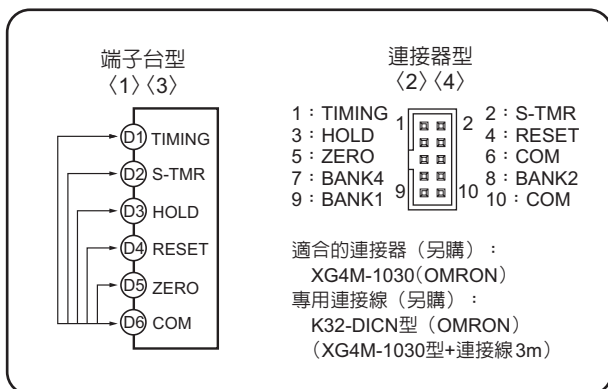 端子台型
〈1〉〈3〉
D1 TIMING
D2 S-TMR
D3 HOLD
D4 RESET
D5 ZERO
D6 COM
連接器型
〈2〉〈4〉
1：TIMING 1 2 2：S-TMR
3：HOLD 4：RESET
5：ZERO 6：COM
7：BANK4 8：BANK2
9：BANK1 9 10 10：COM
適合的連接器（另購）：
XG4M-1030(OMRON)
專用連接線（另購）：
K32-DICN型（OMRON）
（XG4M-1030型+連接線3m）